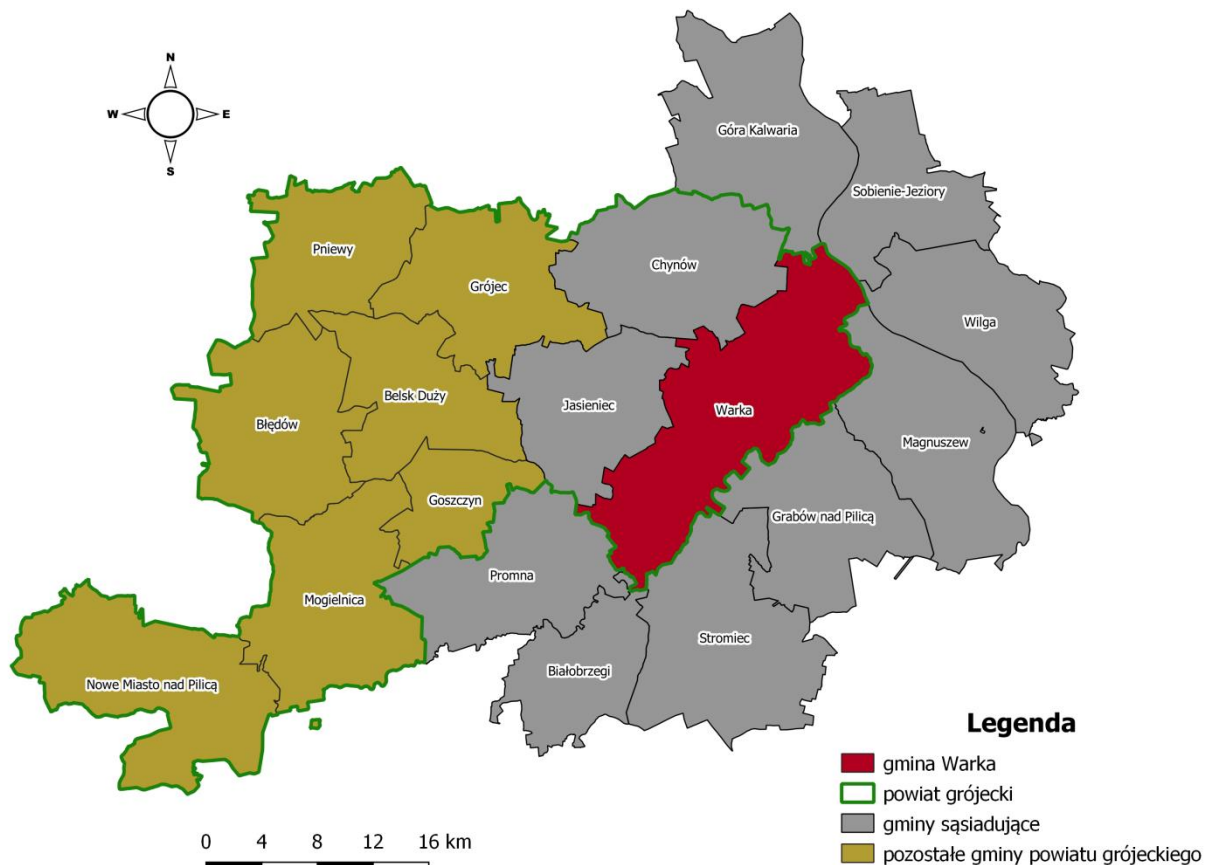 N
W
E
S
Góra Kalwaria
Sobienie-Jeziory
Pniewy
Chynów
Grójec
Wilga
Belsk Duży
Jasieniec
Warka
Błędów
Magnuszew
Goszczyn
Grabów nad Pilicą
Promna
Mogielnica
Stromiec
Białobrzegi
Nowe Miasto nad Pilicą
Legenda
gmina Warka
powiat grójecki
gminy sąsiadujące
pozostałe gminy powiatu grójeckiego
0 4 8 12 16 km